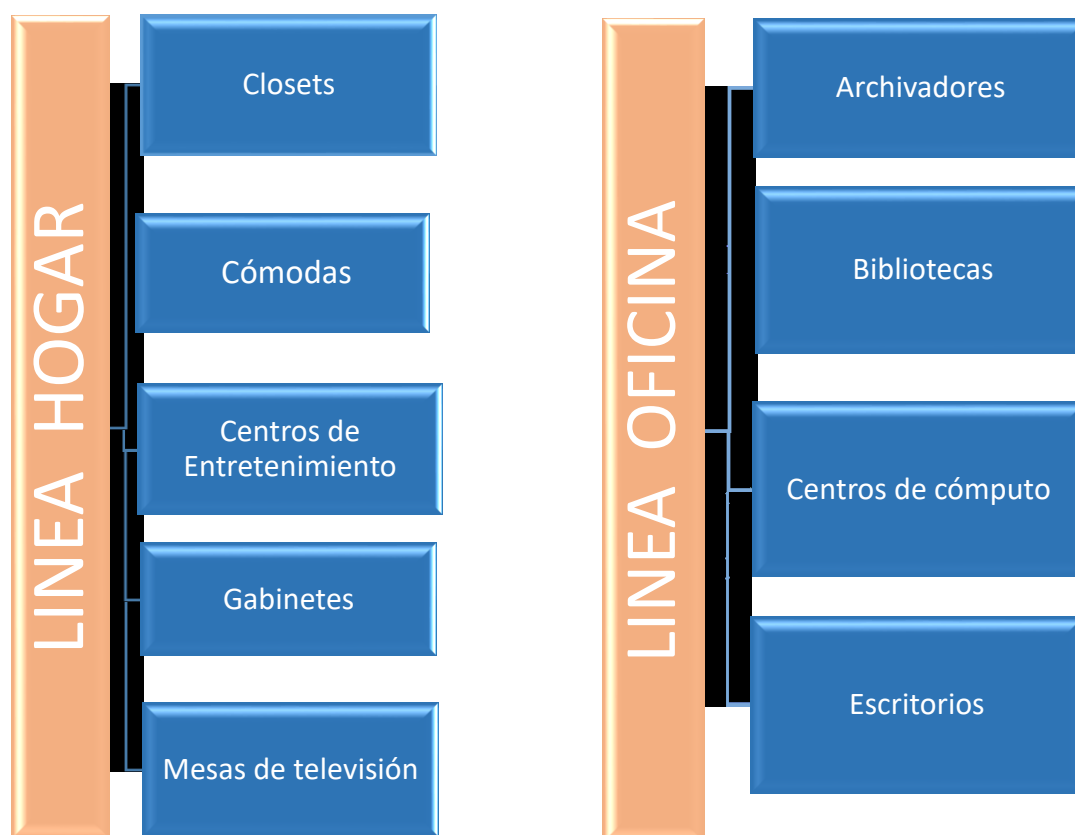 LINEA HOGAR
Closets
Cómodas
Centros de
Entretenimiento
Gabinetes
Mesas de televisión
LINEA OFICINA
Archivadores
Bibliotecas
Centros de cómputo
Escritorios